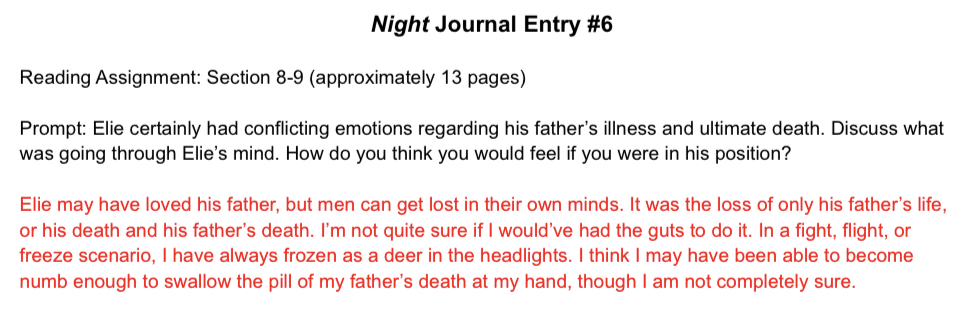 Night Journal Entry #6
Reading Assignment: Section 8-9 (approximately 13 pages)
Prompt: Elie certainly had conflicting emotions regarding his father’s illness and ultimate death. Discuss what
was going through Elie’s mind. How do you think you would feel if you were in his position?
Elie may have loved his father, but men can get lost in their own minds. It was the loss of only his father’s life,
or his death and his father’s death. I’m not quite sure if I would’ve had the guts to do it. In a fight, flight, or
freeze scenario, I have always frozen as a deer in the headlights. I think I may have been able to become
numb enough to swallow the pill of my father’s death at my hand, though I am not completely sure.